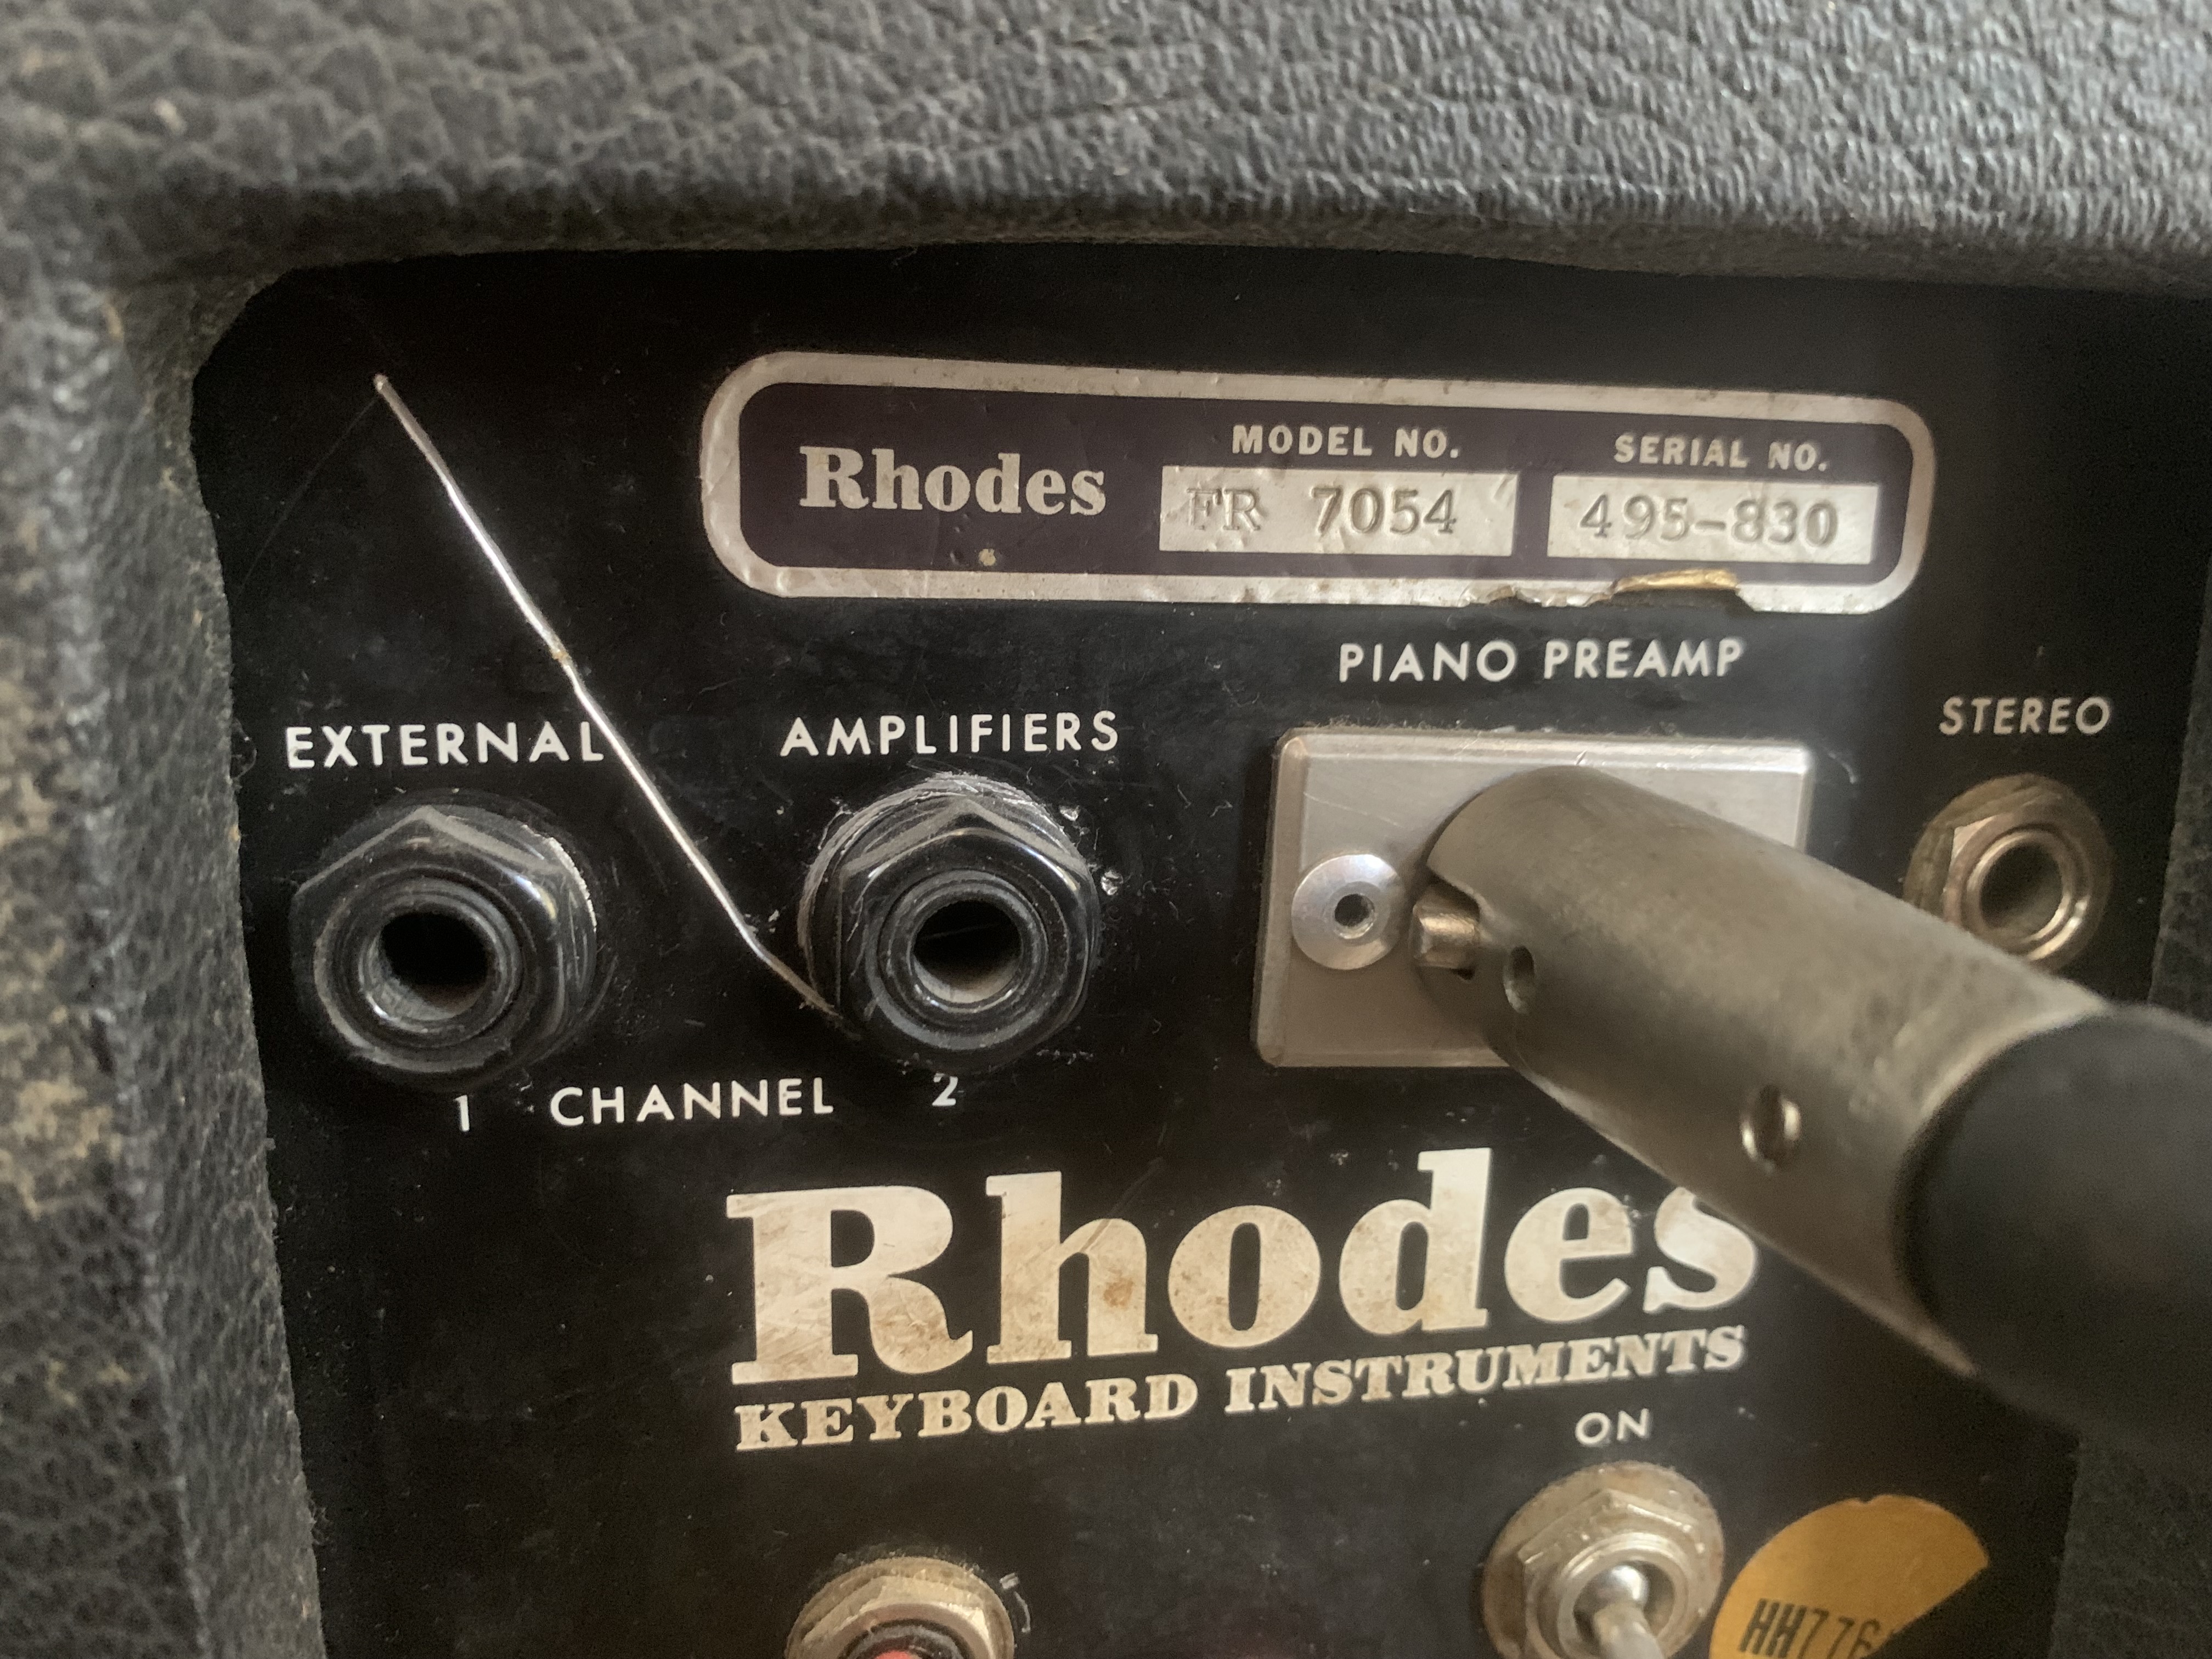 Rhodes MODEL NO. SERIAL NO.
FR 7054 495-830
PIANO PREAMP
STEREO
EXTERNAL AMPLIFIERS
1 CHANNEL 2
Rhodes
KEYBOARD INSTRUMENTS
ON